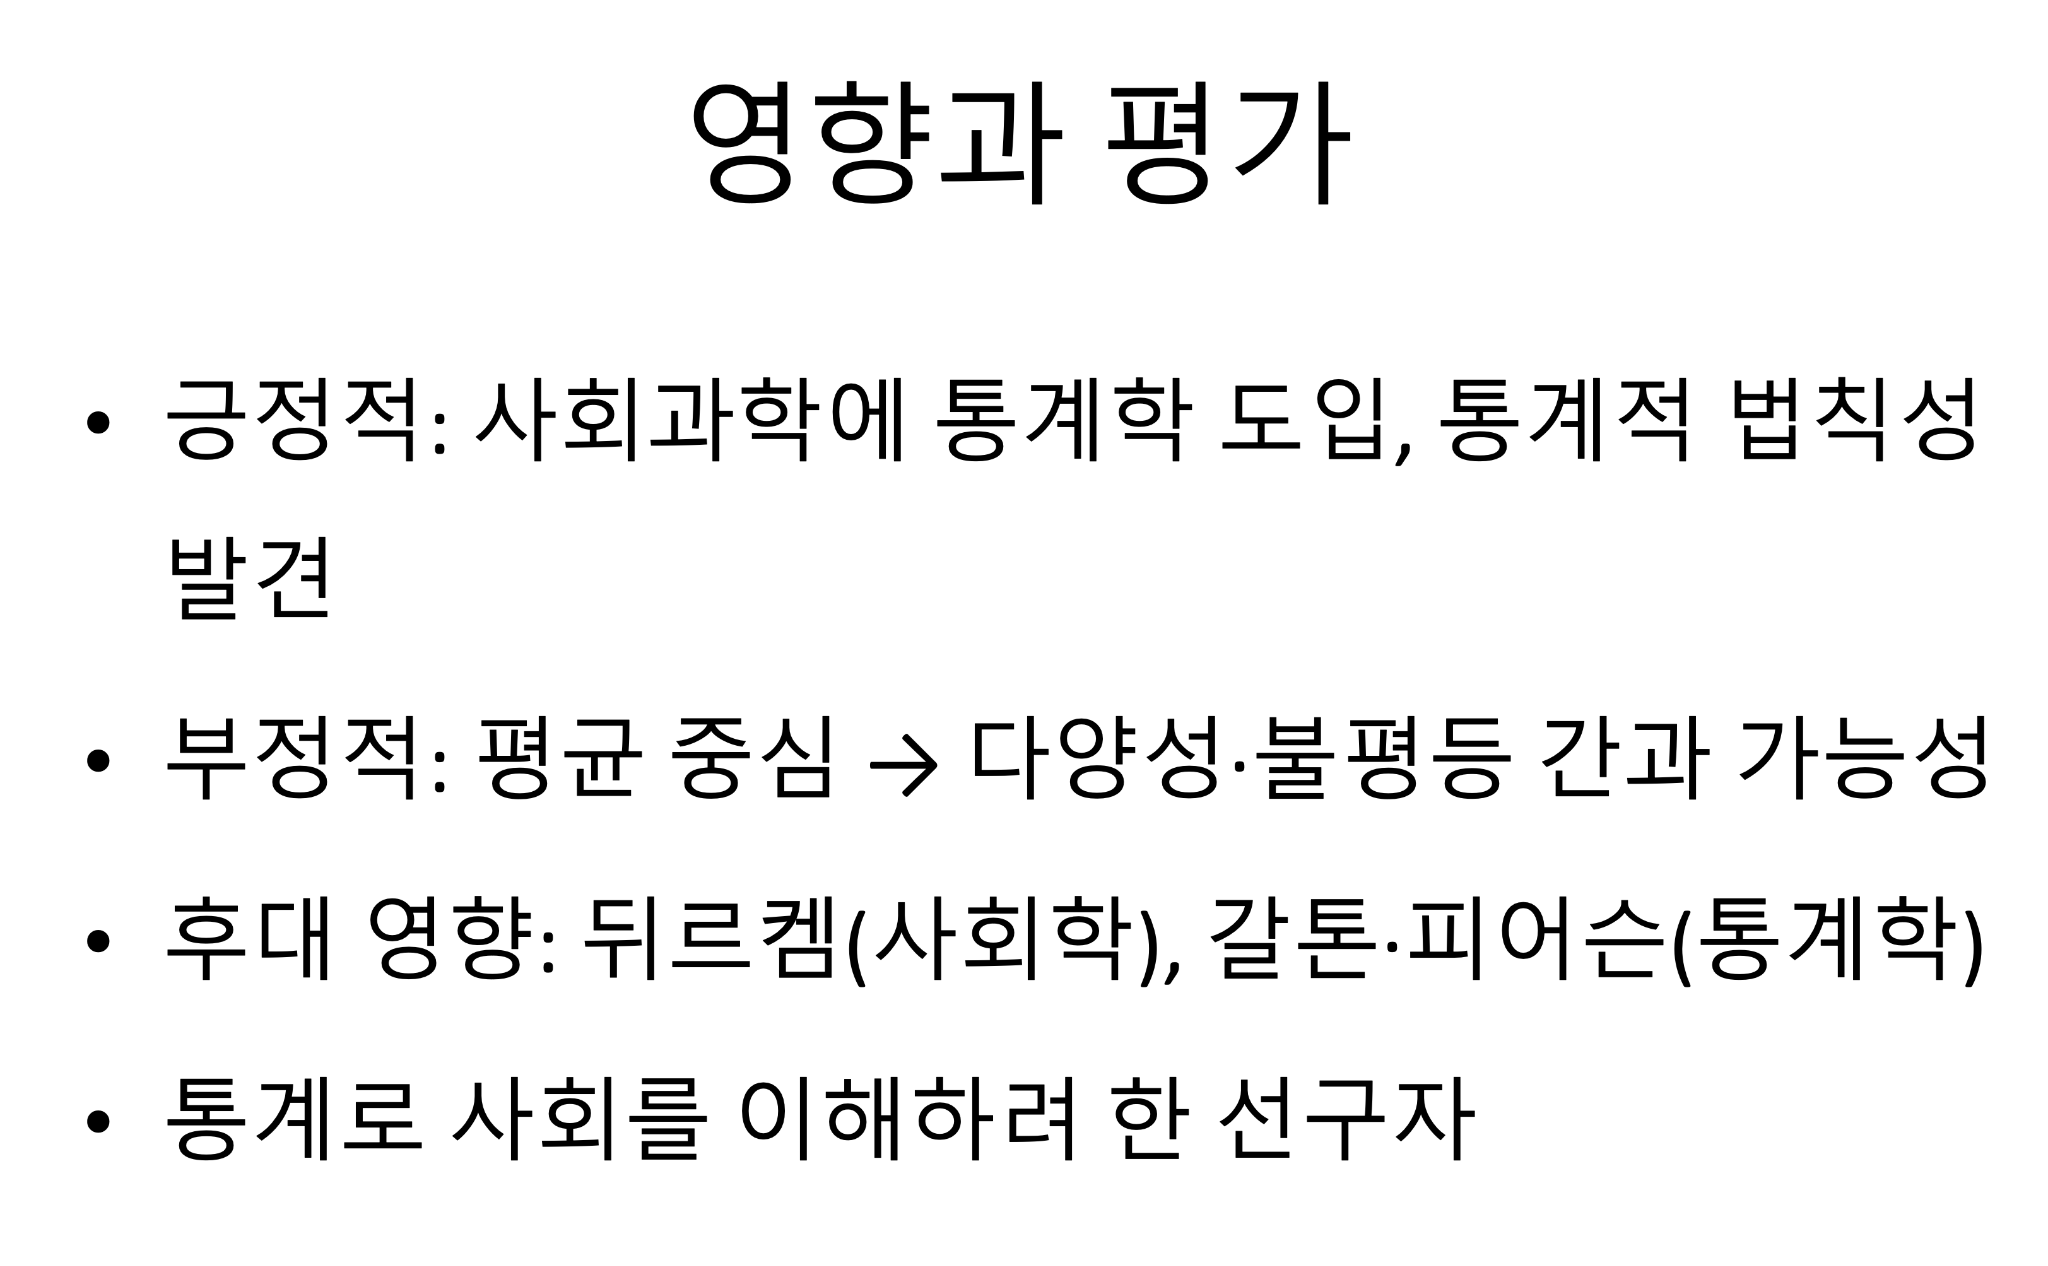 영향과 평가
• 긍정적: 사회과학에 통계학 도입, 통계적 법칙성
발견
• 부정적: 평균 중심 → 다양성·불평등 간과 가능성
• 후대 영향: 뒤르켐(사회학), 갈톤·피어슨(통계학)
• 통계로 사회를 이해하려 한 선구자